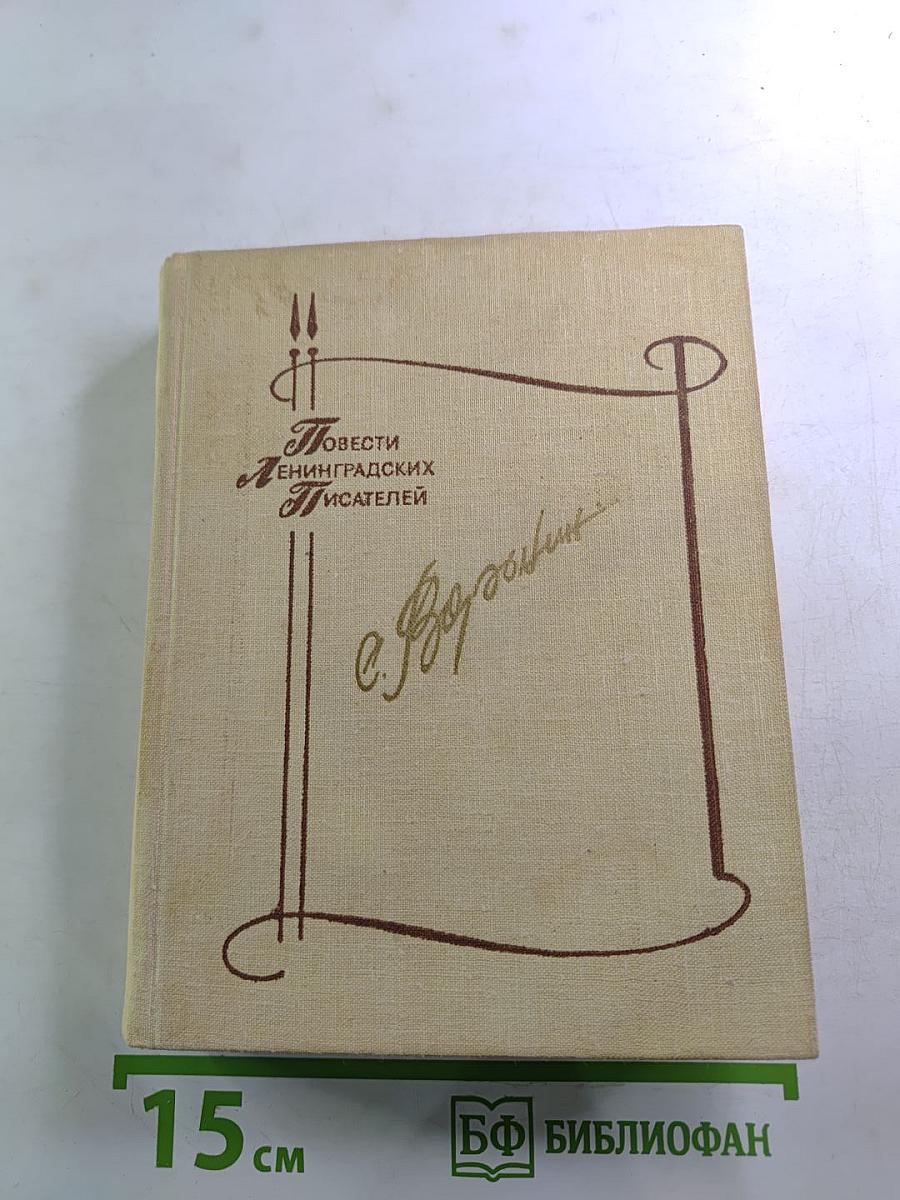 Повести
Ленинградских
Писателей
С. Воронин
15 см
БФ БИБЛИОФАН